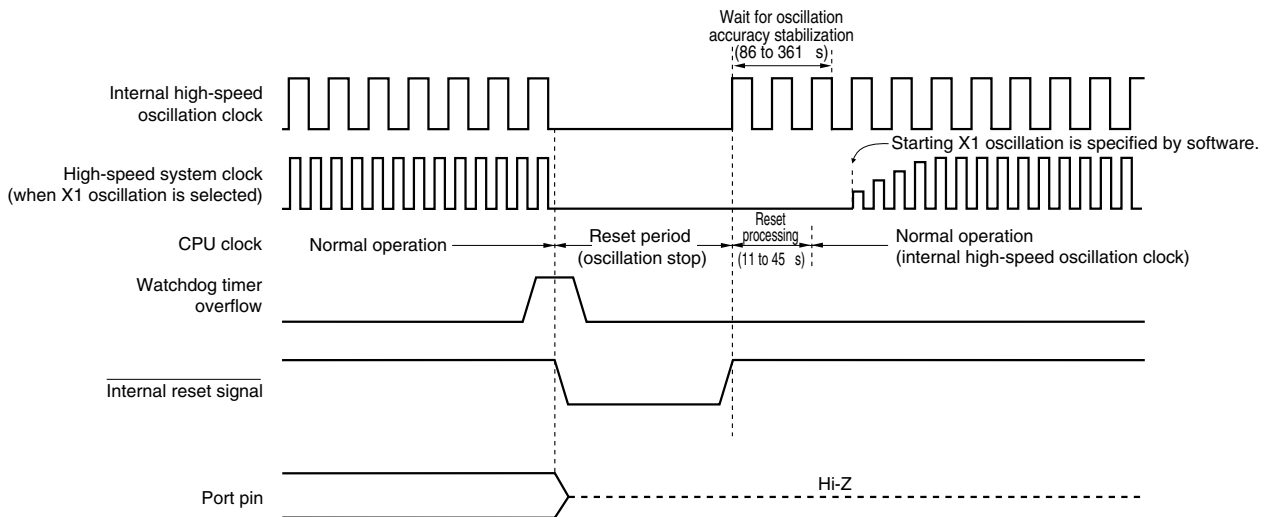 Wait for oscillation
accuracy stabilization
(86 to 361 s)
Internal high-speed
oscillation clock
Starting X1 oscillation is specified by software.
High-speed system clock
(when X1 oscillation is selected)
CPU clock
Normal operation
Reset period
(oscillation stop)
Reset
processing
(11 to 45 s)
Normal operation
(internal high-speed oscillation clock)
Watchdog timer
overflow
Internal reset signal
Hi-Z
Port pin